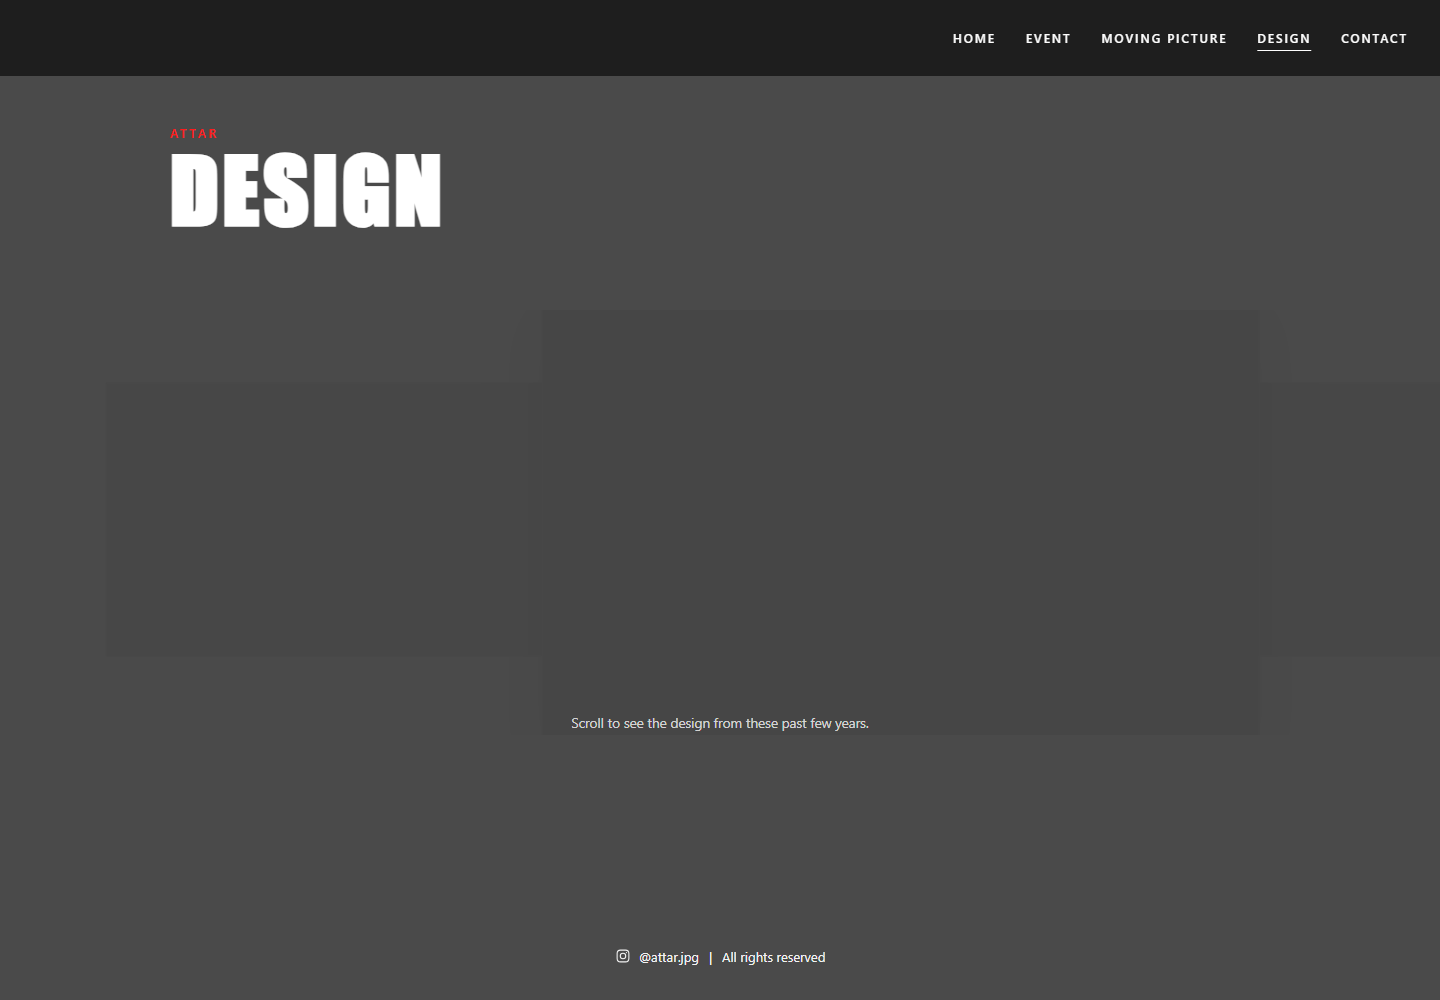 HOME EVENT MOVING PICTURE DESIGN CONTACT
ATTAR
DESIGN
Scroll to see the design from these past few years.
@attar.jpg | All rights reserved